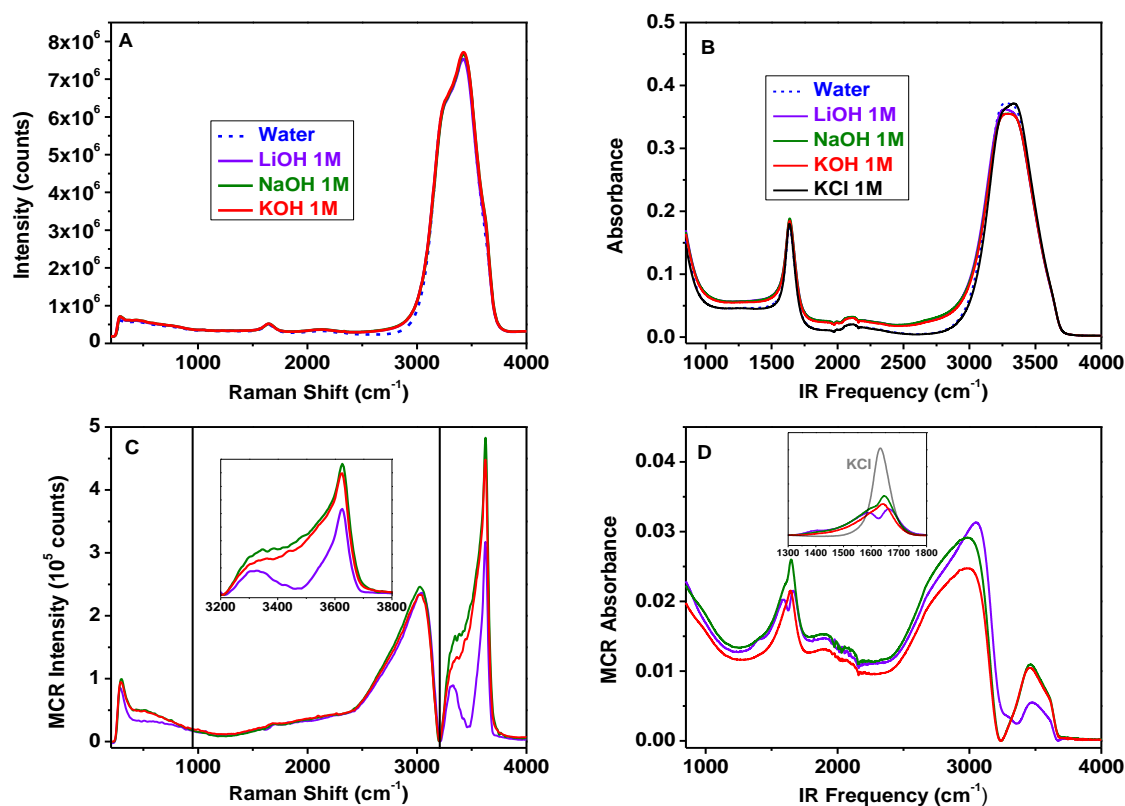 A
8x10⁶
7x10⁶
6x10⁶
5x10⁶
4x10⁶
3x10⁶
2x10⁶
1x10⁶
0
Intensity (counts)
Water
LiOH 1M
NaOH 1M
KOH 1M
1000 2000 3000 4000
Raman Shift (cm⁻¹)
B
0.5
0.4
0.3
0.2
0.1
0.0
Absorbance
Water
LiOH 1M
NaOH 1M
KOH 1M
KCl 1M
1000 1500 2000 2500 3000 3500 4000
IR Frequency (cm⁻¹)
C
5
4
3
2
1
0
MCR Intensity (10⁵ counts)
3200 3400 3600 3800
1000 2000 3000 4000
Raman Shift (cm⁻¹)
D
0.04
0.03
0.02
0.01
0.00
MCR Absorbance
KCl
1300 1400 1500 1600 1700 1800
1000 1500 2000 2500 3000 3500 4000
IR Frequency (cm⁻¹)